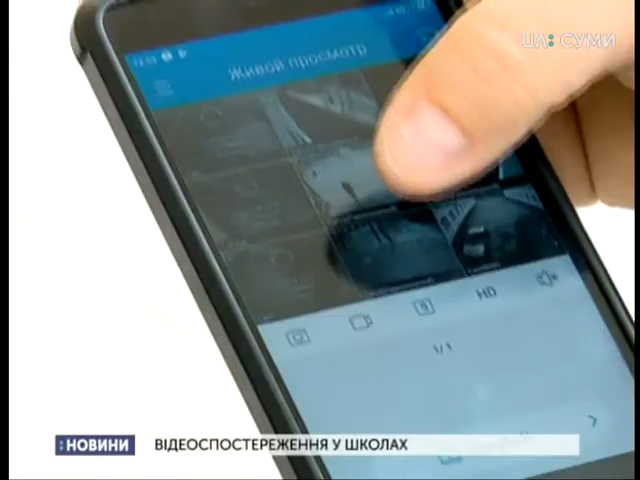 UA: СУМИ
Живой просмотр
HD
1/1
:НОВИНИ
ВІДЕОСПОСТЕРЕЖЕННЯ У ШКОЛАХ